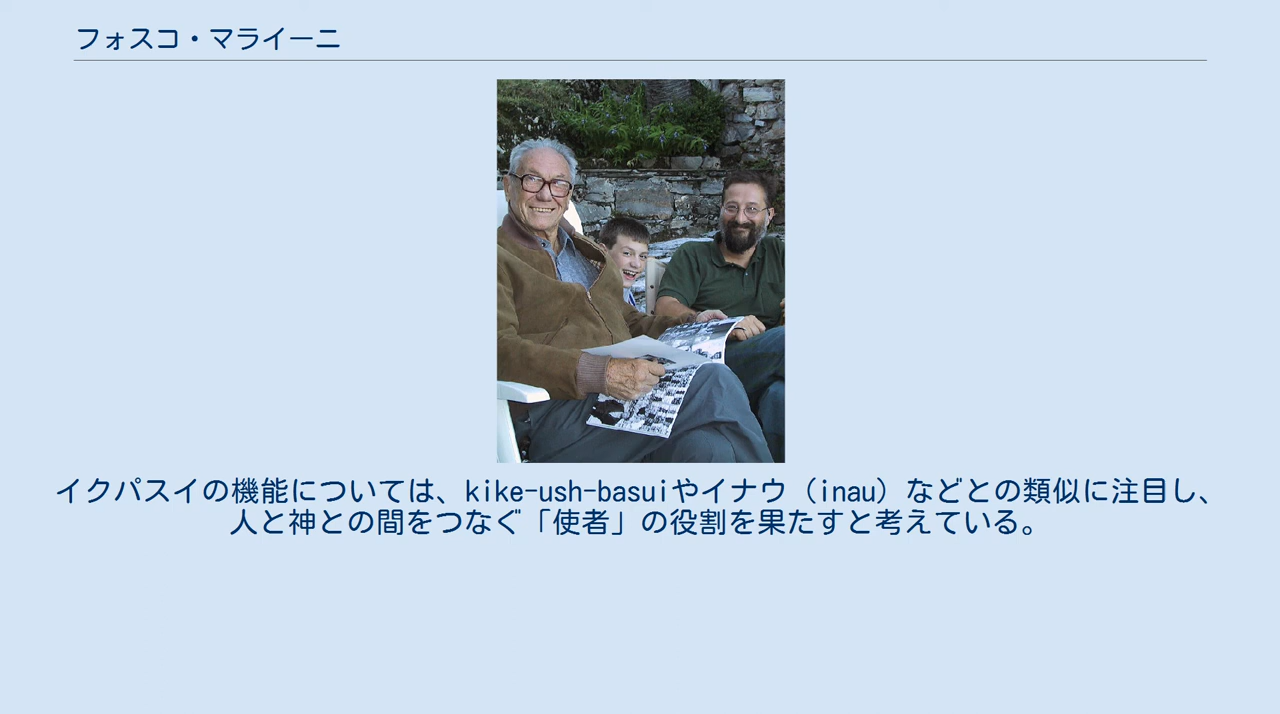 フォスコ・マライーニ
イクパスイの機能については、kike-ush-basuiやイナウ（inau）などとの類似に注目し、
人と神との間をつなぐ「使者」の役割を果たすと考えている。